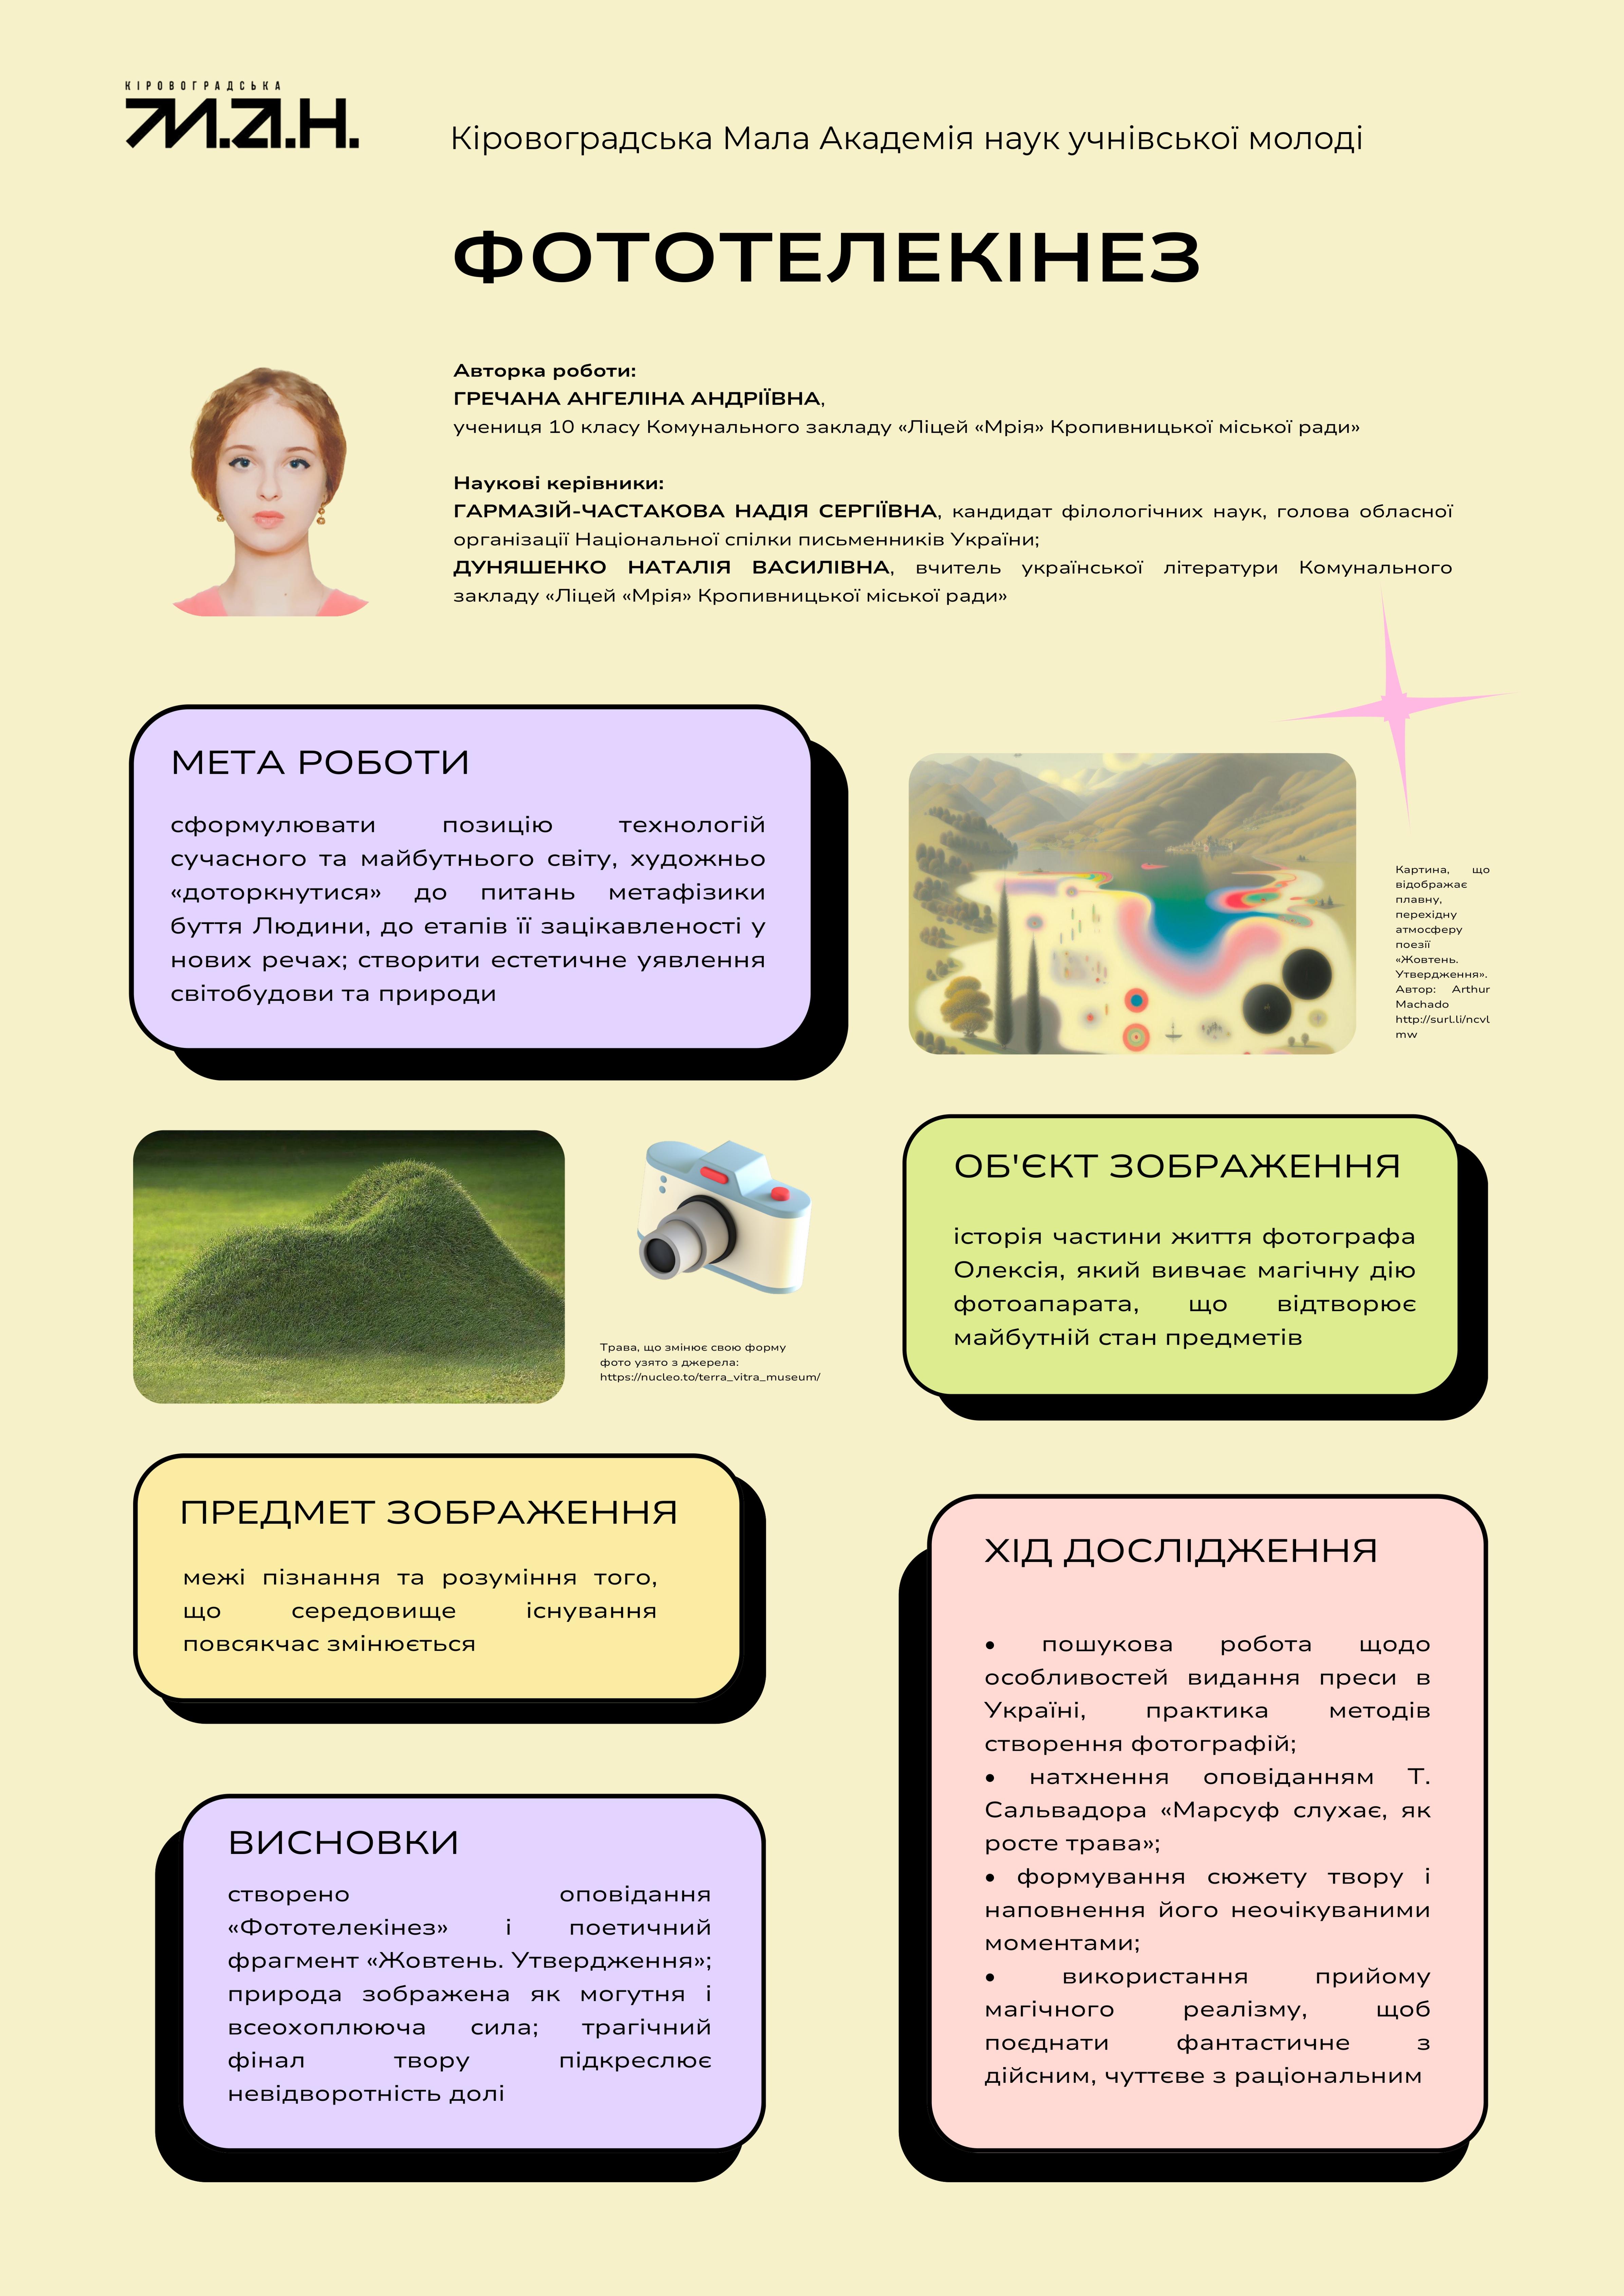 КІРОВОГРАДСЬКА
М.А.Н.
Кіровоградська Мала Академія наук учнівської молоді
ФОТОТЕЛЕКІНЕЗ
Авторка роботи:
ГРЕЧАНА АНГЕЛІНА АНДРІЇВНА,
учениця 10 класу Комунального закладу «Ліцей «Мрія» Кропивницької міської ради»
Наукові керівники:
ГАРМАЗІЙ-ЧАСТАКОВА НАДІЯ СЕРГІЇВНА, кандидат філологічних наук, голова обласної
організації Національної спілки письменників України;
ДУНЯШЕНКО НАТАЛІЯ ВАСИЛІВНА, вчитель української літератури Комунального
закладу «Ліцей «Мрія» Кропивницької міської ради»
МЕТА РОБОТИ
сформулювати позицію технологій
сучасного та майбутнього світу, художньо
«доторкнутися» до питань метафізики
буття Людини, до етапів її зацікавленості у
нових речах; створити естетичне уявлення
світобудови та природи
Картина, що
відображає
плавну,
перехідну
атмосферу
поезії
«Жовтень.
Утвердження».
Автор: Arthur
Machado
http://surl.li/ncvl
mw
Трава, що змінює свою форму
фото узято з джерела:
https://nucleo.to/terra_vitra_museum/
ОБ'ЄКТ ЗОБРАЖЕННЯ
історія частини життя фотографа
Олексія, який вивчає магічну дію
фотоапарата, що відтворює
майбутній стан предметів
ПРЕДМЕТ ЗОБРАЖЕННЯ
межі пізнання та розуміння того,
що середовище існування
повсякчас змінюється
ХІД ДОСЛІДЖЕННЯ
• пошукова робота щодо
особливостей видання преси в
Україні, практика методів
створення фотографій;
• натхнення оповіданням Т.
Сальвадора «Марсуф слухає, як
росте трава»;
• формування сюжету твору і
наповнення його неочікуваними
моментами;
• використання прийому
магічного реалізму, щоб
поєднати фантастичне з
дійсним, чуттєве з раціональним
ВИСНОВКИ
створено оповідання
«Фототелекінез» і поетичний
фрагмент «Жовтень. Утвердження»;
природа зображена як могутня і
всеохоплююча сила; трагічний
фінал твору підкреслює
невідворотність долі